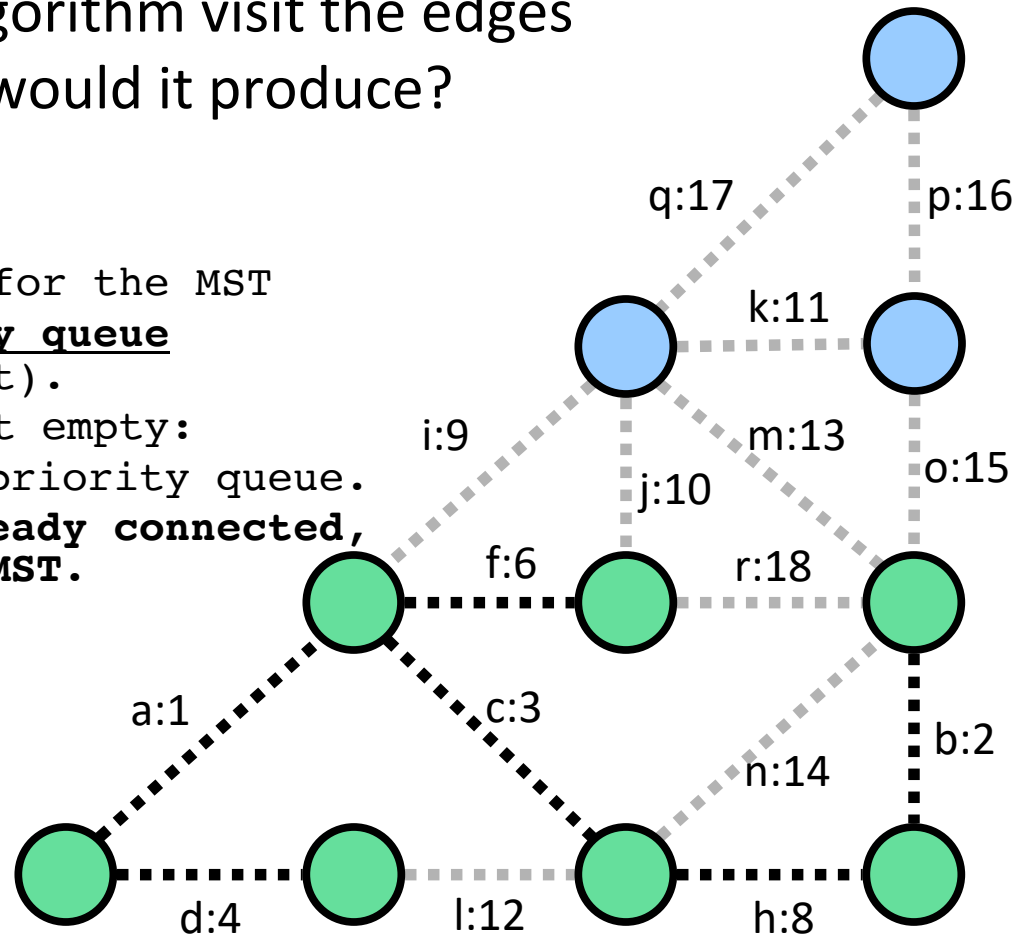 gorithm visit the edges
would it produce?
q:17
p:16
for the MST
k:11
y queue
t).
t empty:
i:9
m:13
priority queue.
o:15
j:10
eady connected,
MST.
f:6
r:18
a:1
c:3
b:2
n:14
d:4
l:12
h:8